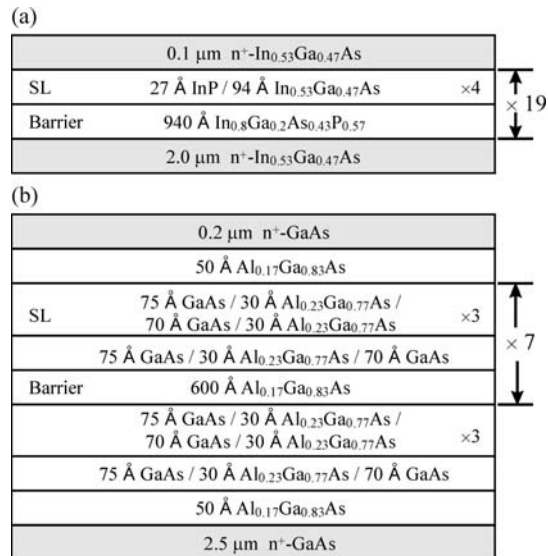 (a)
0.1 μm n⁺-In₀.₅₃Ga₀.₄₇As
SL 27 Å InP / 94 Å In₀.₅₃Ga₀.₄₇As ×4
Barrier 940 Å In₀.₈Ga₀.₂As₀.₄₃P₀.₅₇
× 19
2.0 μm n⁺-In₀.₅₃Ga₀.₄₇As
(b)
0.2 μm n⁺-GaAs
50 Å Al₀.₁₇Ga₀.₈₃As
75 Å GaAs / 30 Å Al₀.₂₃Ga₀.₇₇As /
SL 70 Å GaAs / 30 Å Al₀.₂₃Ga₀.₇₇As ×3
75 Å GaAs / 30 Å Al₀.₂₃Ga₀.₇₇As / 70 Å GaAs
× 7
Barrier 600 Å Al₀.₁₇Ga₀.₈₃As
75 Å GaAs / 30 Å Al₀.₂₃Ga₀.₇₇As /
70 Å GaAs / 30 Å Al₀.₂₃Ga₀.₇₇As ×3
75 Å GaAs / 30 Å Al₀.₂₃Ga₀.₇₇As / 70 Å GaAs
50 Å Al₀.₁₇Ga₀.₈₃As
2.5 μm n⁺-GaAs